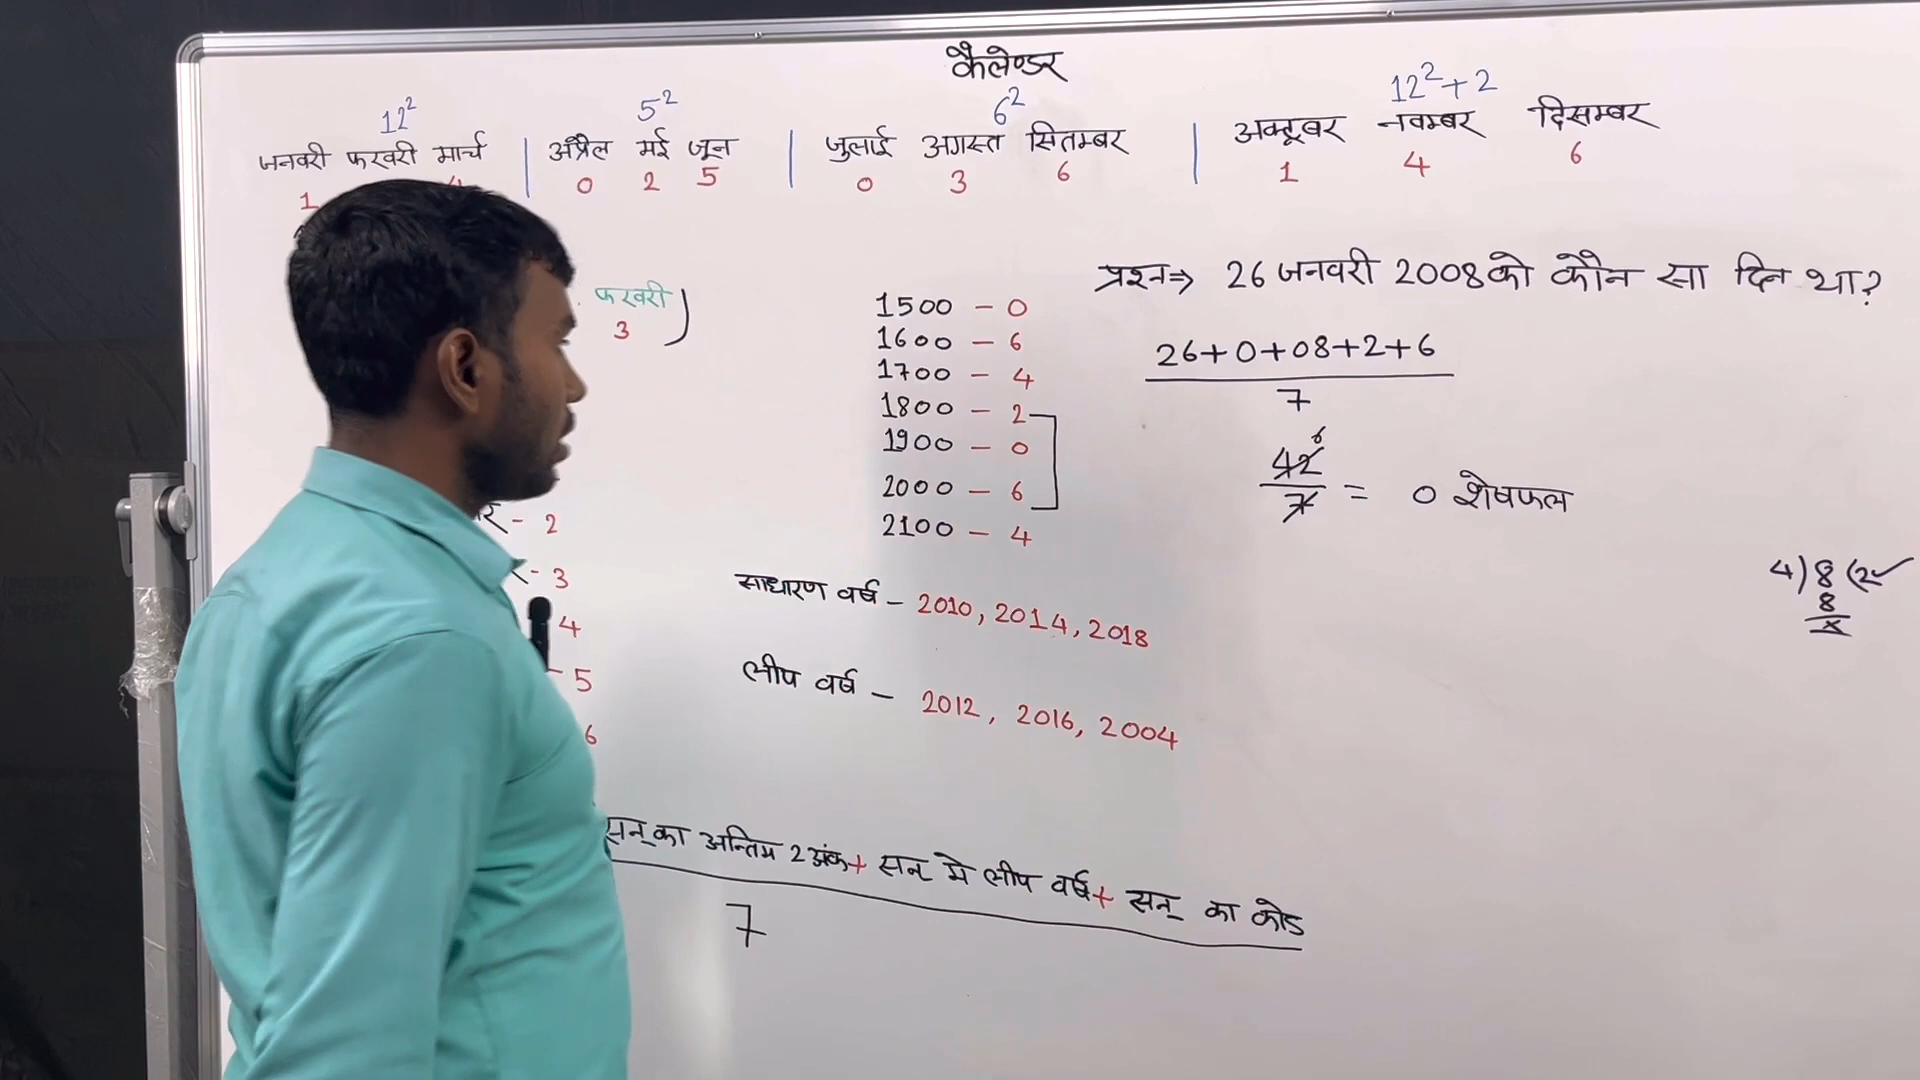 कैलेण्डर
12² 5² 6² 12²+2
जनवरी फरवरी मार्च | अप्रैल मई जून | जुलाई अगस्त सितम्बर | अक्टूबर नवम्बर दिसम्बर
1 0 2 5 0 3 6 1 4 6
फरवरी)
3
1500 - 0
1600 - 6
1700 - 4
1800 - 2
1900 - 0
2000 - 6
2100 - 4
प्रश्न⇒ 26 जनवरी 2008 को कौन सा दिन था?
26+0+08+2+6
7
6
42
7 = 0 शेषफल
4)8(2✓
8
x
- 2
- 3
4
- 5
6
साधारण वर्ष - 2010, 2014, 2018
लीप वर्ष - 2012, 2016, 2004
सन् का अन्तिम 2 अंक + सन् मे लीप वर्ष + सन् का कोड
7